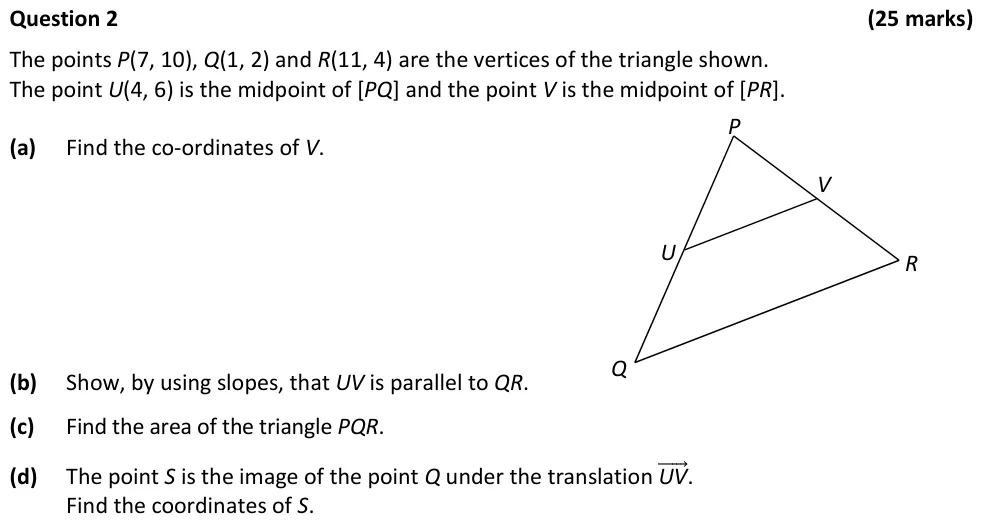 Question 2 (25 marks)
The points P(7, 10), Q(1, 2) and R(11, 4) are the vertices of the triangle shown.
The point U(4, 6) is the midpoint of [PQ] and the point V is the midpoint of [PR].
(a) Find the co-ordinates of V.
P
V
U
R
Q
(b) Show, by using slopes, that UV is parallel to QR.
(c) Find the area of the triangle PQR.
(d) The point S is the image of the point Q under the translation $\overrightarrow{UV}$.
Find the coordinates of S.